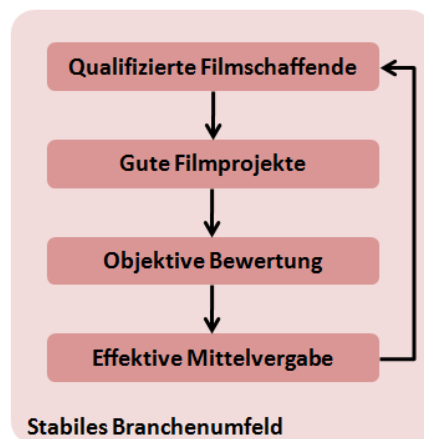 Qualifizierte Filmschaffende
Gute Filmprojekte
Objektive Bewertung
Effektive Mittelvergabe
Stabiles Branchenumfeld